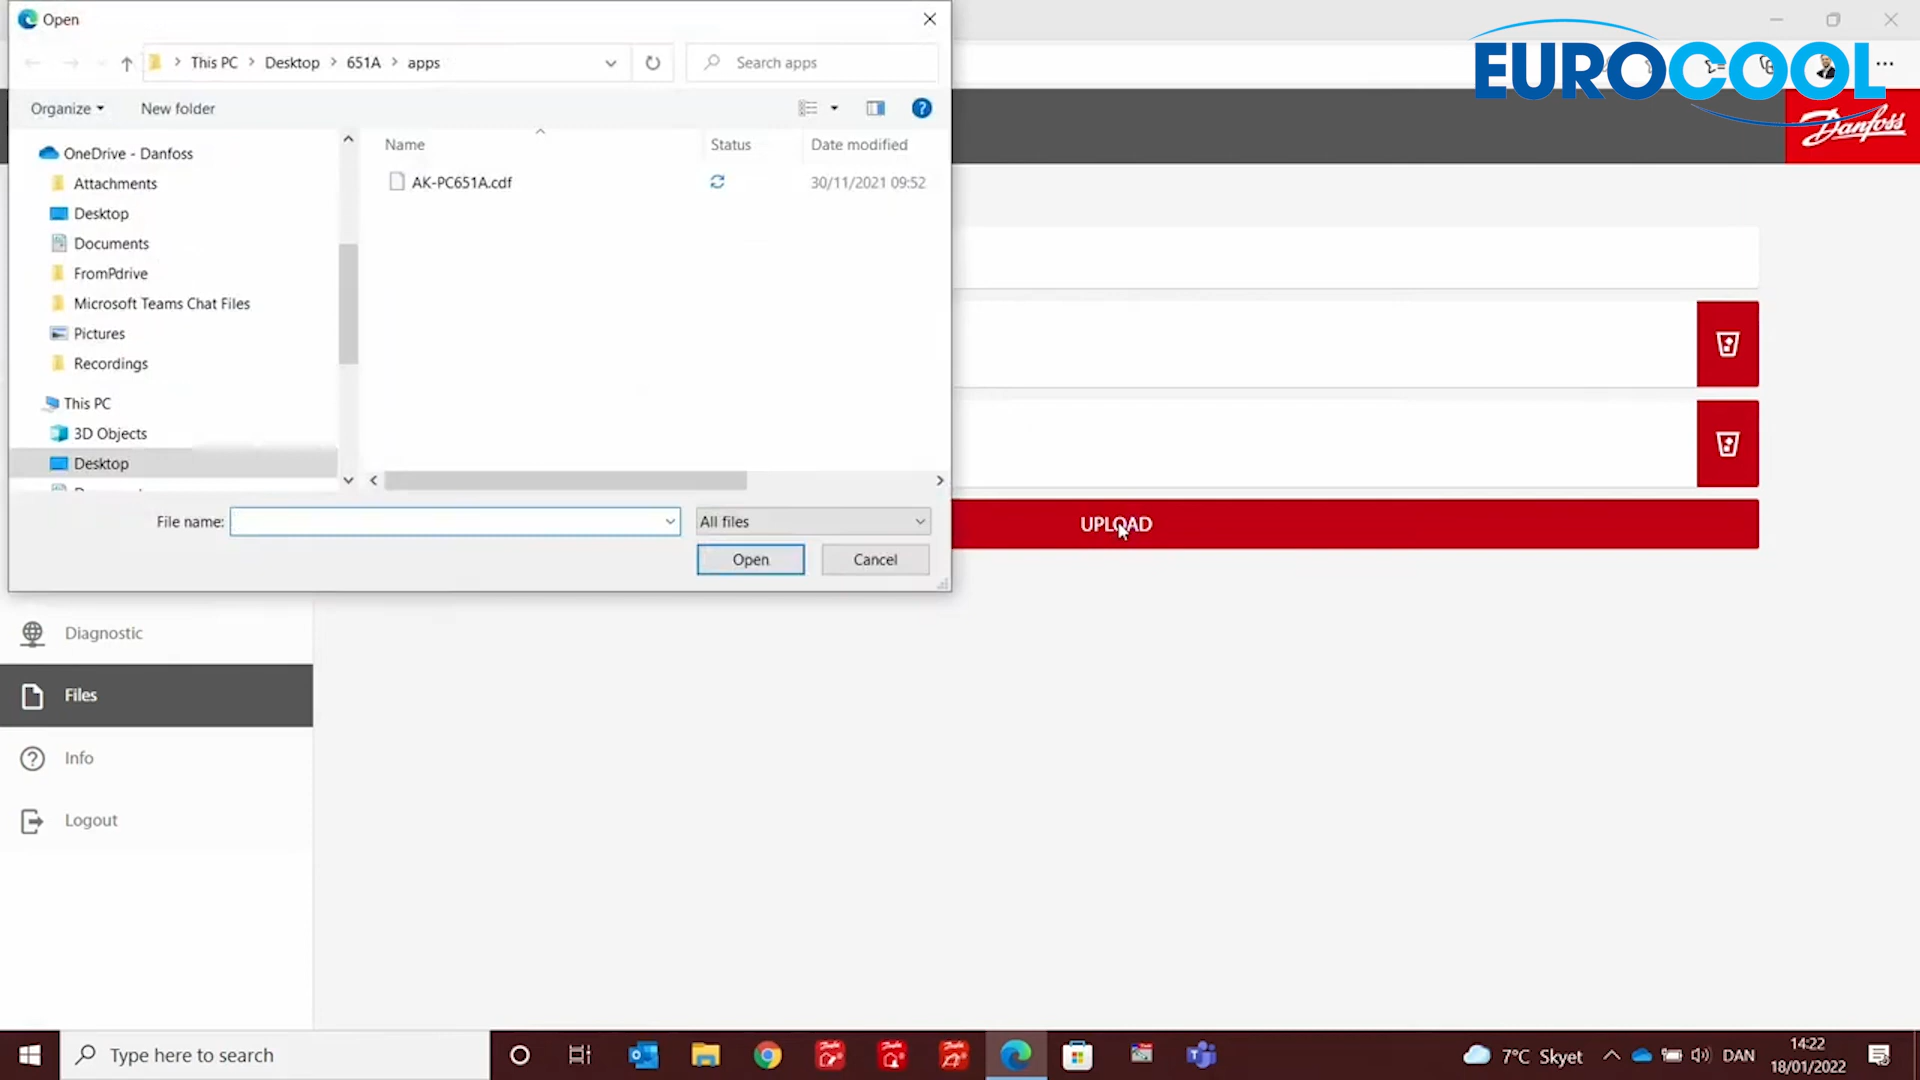 Open
This PC > Desktop > 651A > apps
Search apps
Organize
New folder
Name
Status
Date modified
AK-PC651A.cdf
30/11/2021 09:52
OneDrive - Danfoss
Attachments
Desktop
Documents
FromPdrive
Microsoft Teams Chat Files
Pictures
Recordings
This PC
3D Objects
Desktop
File name:
All files
Open
Cancel
EUROCOOL
Danfoss
UPLOAD
Diagnostic
Files
Info
Logout
Type here to search
7°C Skyet
DAN
14:22
18/01/2022